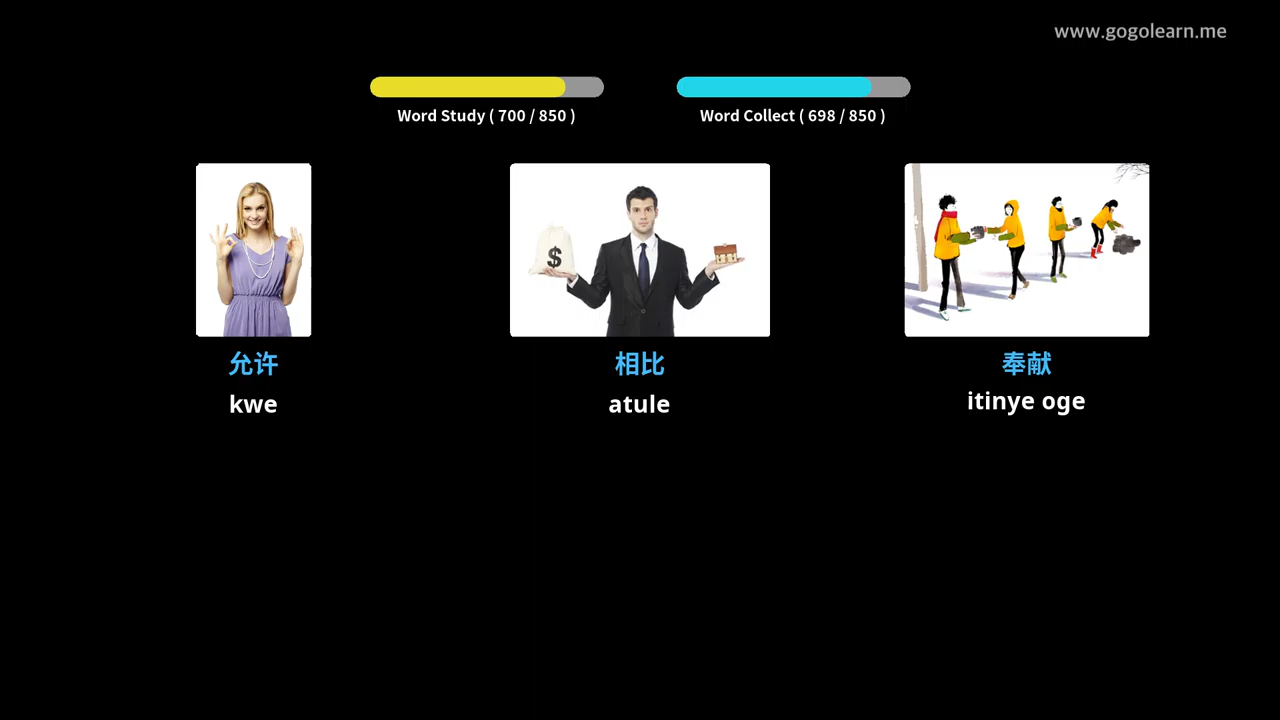 www.gogolearn.me
Word Study ( 700 / 850 )
Word Collect ( 698 / 850 )
$
允许
相比
奉献
kwe
atule
itinye oge